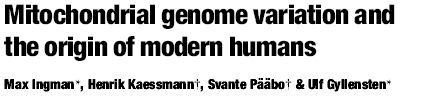 Mitochondrial genome variation and
the origin of modern humans
Max Ingman*, Henrik Kaessmann†, Svante Pääbo† & Ulf Gyllensten*